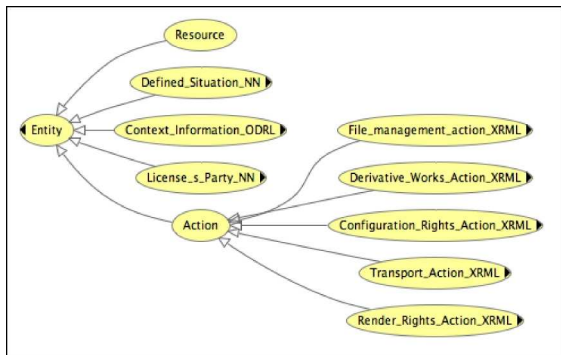 Resource
Defined_Situation_NN
Entity
Context_Information_ODRL
File_management_action_XRML
License_s_Party_NN
Derivative_Works_Action_XRML
Action
Configuration_Rights_Action_XRML
Transport_Action_XRML
Render_Rights_Action_XRML